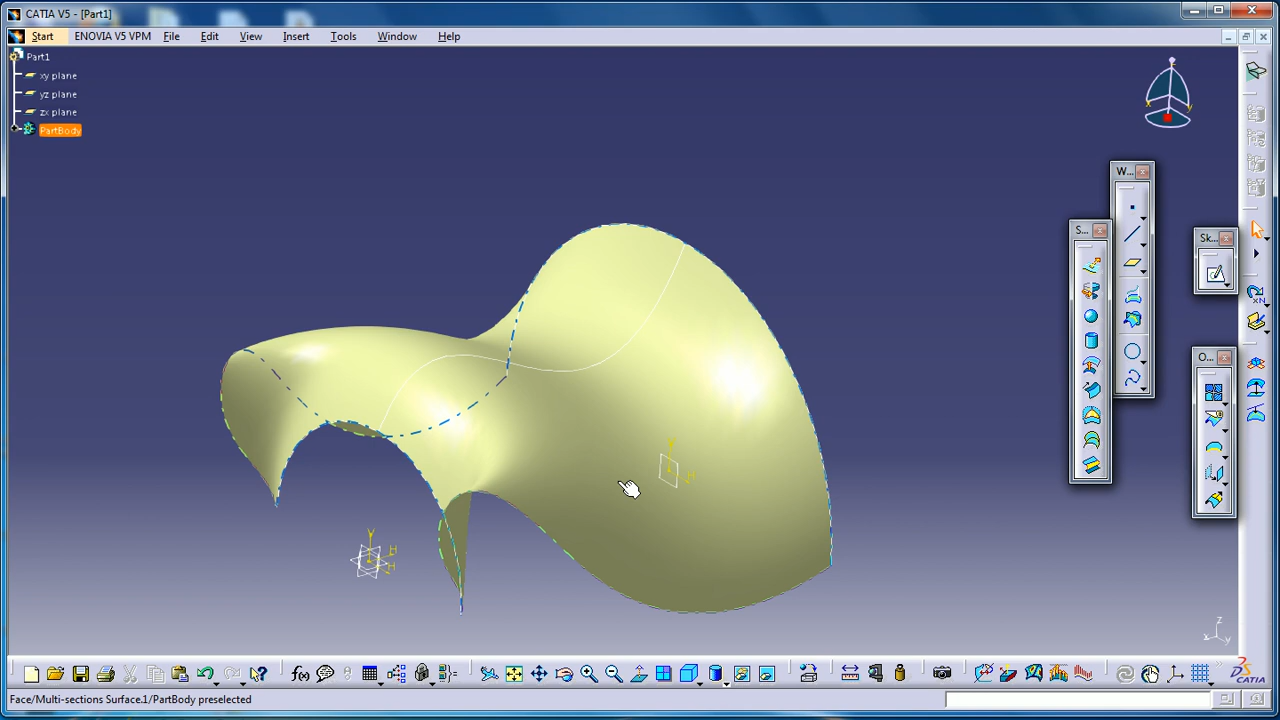 CATIA V5 - [Part1]
Start ENOVIA V5 VPM File Edit View Insert Tools Window Help
Part1
xy plane
yz plane
zx plane
PartBody
W...
S...
Sk...
O...
H
Y
H
H
z
x y
f(x)
CATIA
Face/Multi-sections Surface.1/PartBody preselected